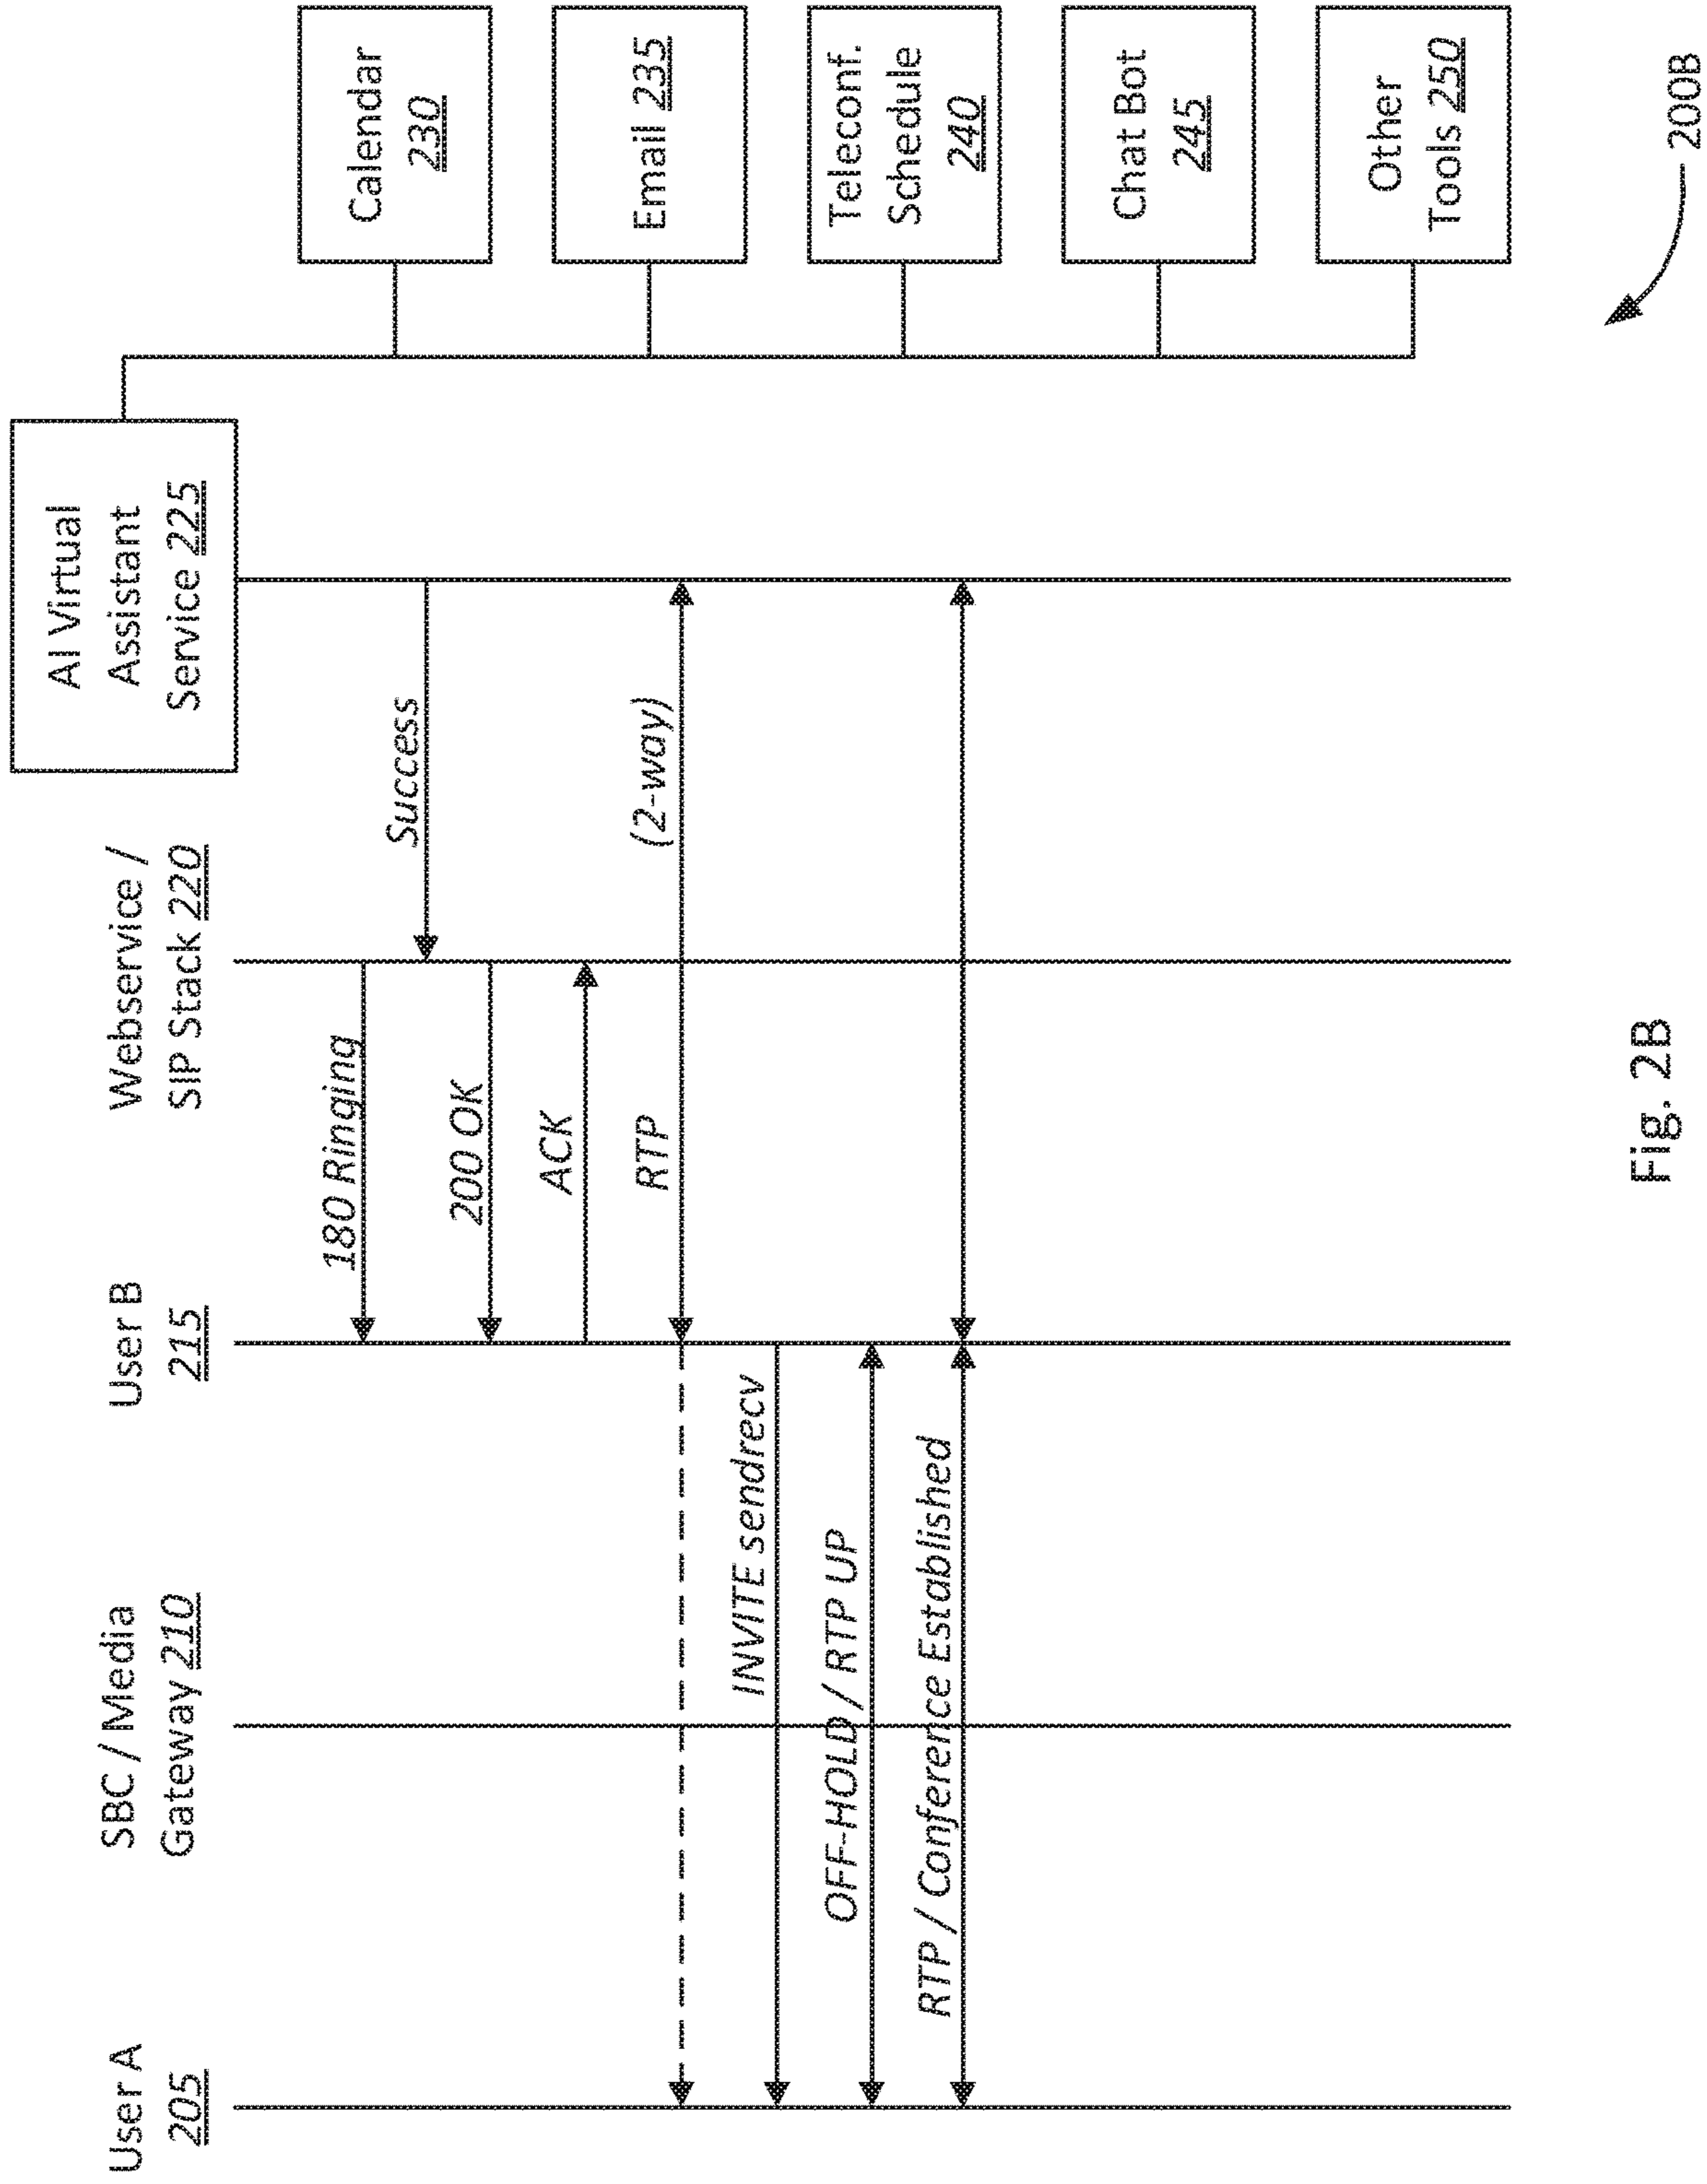 User A
205
SBC / Media
Gateway 210
User B
215
Webservice /
SIP Stack 220
AI Virtual
Assistant
Service 225
180 Ringing
Success
200 OK
ACK
RTP
(2-way)
INVITE sendrecv
OFF-HOLD / RTP UP
RTP / Conference Established
Calendar
230
Email 235
Teleconf.
Schedule
240
Chat Bot
245
Other
Tools 250
200B
Fig. 2B